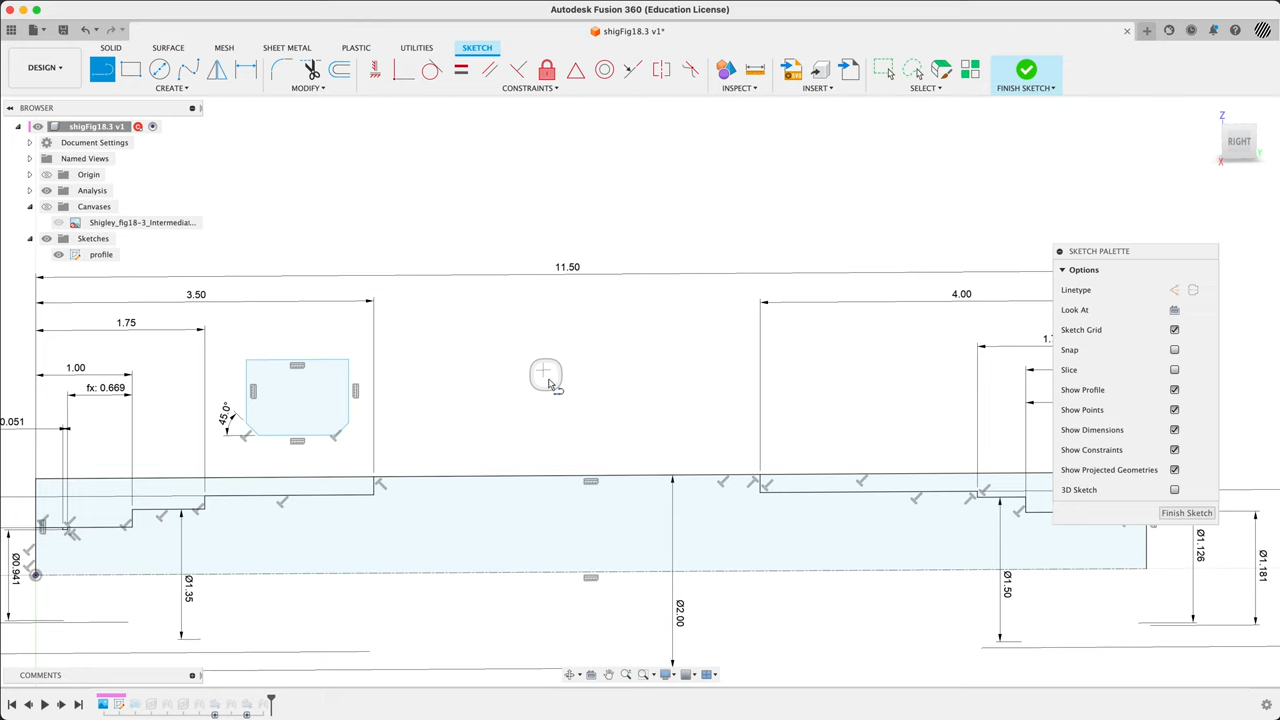 Autodesk Fusion 360 (Education License)
shigFig18.3 v1*
SOLID SURFACE MESH SHEET METAL PLASTIC UTILITIES SKETCH
DESIGN
CREATE MODIFY CONSTRAINTS INSPECT INSERT SELECT FINISH SKETCH
BROWSER
shigFig18.3 v1
Document Settings
Named Views
Origin
Analysis
Canvases
Shigley_fig18-3_Intermediat...
Sketches
profile
Z
RIGHT
X
Y
SKETCH PALETTE
Options
Linetype
Look At
Sketch Grid
Snap
Slice
Show Profile
Show Points
Show Dimensions
Show Constraints
Show Projected Geometries
3D Sketch
Finish Sketch
11.50
3.50
4.00
1.75
1.00
fx: 0.669
0.051
45.0°
Ø0.941
Ø1.35
Ø2.00
Ø1.50
Ø1.126
Ø1.181
COMMENTS